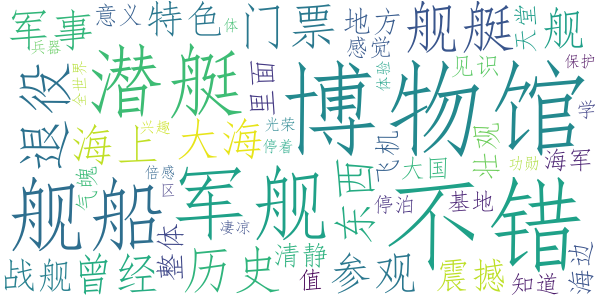 军事
意义
特色
门票
地方
舰艇
天堂
舰
兵器
体
感觉
退役
全世界
潜艇
里面
博物馆
体验
见识
保护
学
海上
兴趣
大海
光荣
停着
飞机
壮观
气魄
倍感
区
东西
大国
功勋
海军
舰船
军舰
凄凉
停泊
基地
不错
战舰
曾经
整体
历史
清静
值
参观
震撼
知道
海边